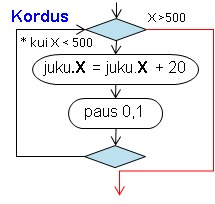 Kordus
X>500
* kui X < 500
juku.X = juku.X + 20
paus 0,1